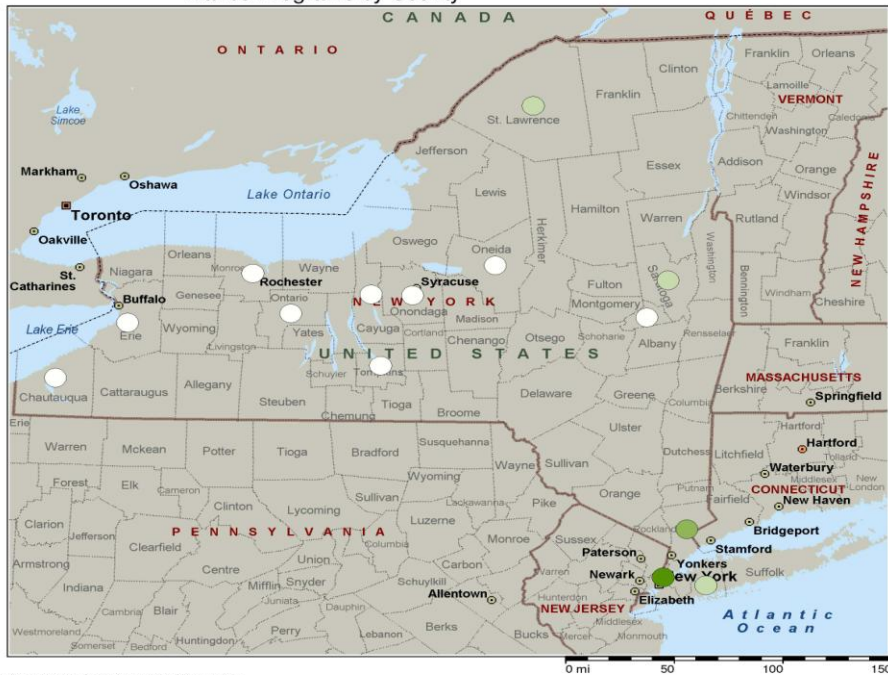 Programs by County
CANADA
QUÉBEC
ONTARIO
Lake
Simcoe
Markham
Oshawa
Lake Ontario
Toronto
Oakville
St.
Catharines
Niagara
Orleans
Monroe
Rochester
Wayne
Genesee
Ontario
Buffalo
Lake Erie
Erie
Wyoming
Livingston
Yates
Chautauqua
Cattaraugus
Allegany
Steuben
Schuyler
Chemung
Tompkins
Tioga
Broome
Cayuga
Onondaga
Cortland
Madison
Chenango
Syracuse
Oswego
Oneida
Jefferson
Lewis
St. Lawrence
Franklin
Clinton
Essex
Hamilton
Herkimer
Warren
Washington
Saratoga
Fulton
Montgomery
Schoharie
Otsego
Albany
Rensselaer
Delaware
Greene
Columbia
Ulster
Sullivan
Dutchess
Orange
Putnam
Rockland
NEW YORK
UNITED STATES
Franklin
Orleans
Lamoille
VERMONT
Chittenden
Caledonia
Washington
Addison
Orange
Windsor
Rutland
Bennington
Windham
Cheshire
NEW HAMPSHIRE
Franklin
Berkshire
MASSACHUSETTS
Springfield
Hartford
Hartford
Tolland
Litchfield
Waterbury
Middlesex
New
London
CONNECTICUT
New Haven
Fairfield
Bridgeport
Stamford
Yonkers
New York
Suffolk
Erie
Warren
Mckean
Potter
Tioga
Bradford
Susquehanna
Wayne
Wyoming
Forest
Elk
Cameron
Sullivan
Lackawanna
Pike
Clinton
Lycoming
Luzerne
Clarion
Jefferson
PENNSYLVANIA
Columbia
Monroe
Clearfield
Centre
Union
Carbon
Armstrong
Mifflin
Snyder
Schuylkill
Indiana
Juniata
Dauphin
Allentown
Cambria
Blair
Huntingdon
Perry
Lebanon
Berks
Bucks
Westmoreland
Somerset
Bedford
Sussex
Paterson
Warren
Newark
Hunterdon
Elizabeth
NEW JERSEY
Middlesex
Mercer
Monmouth
Atlantic
Ocean
0 mi
50
100
150